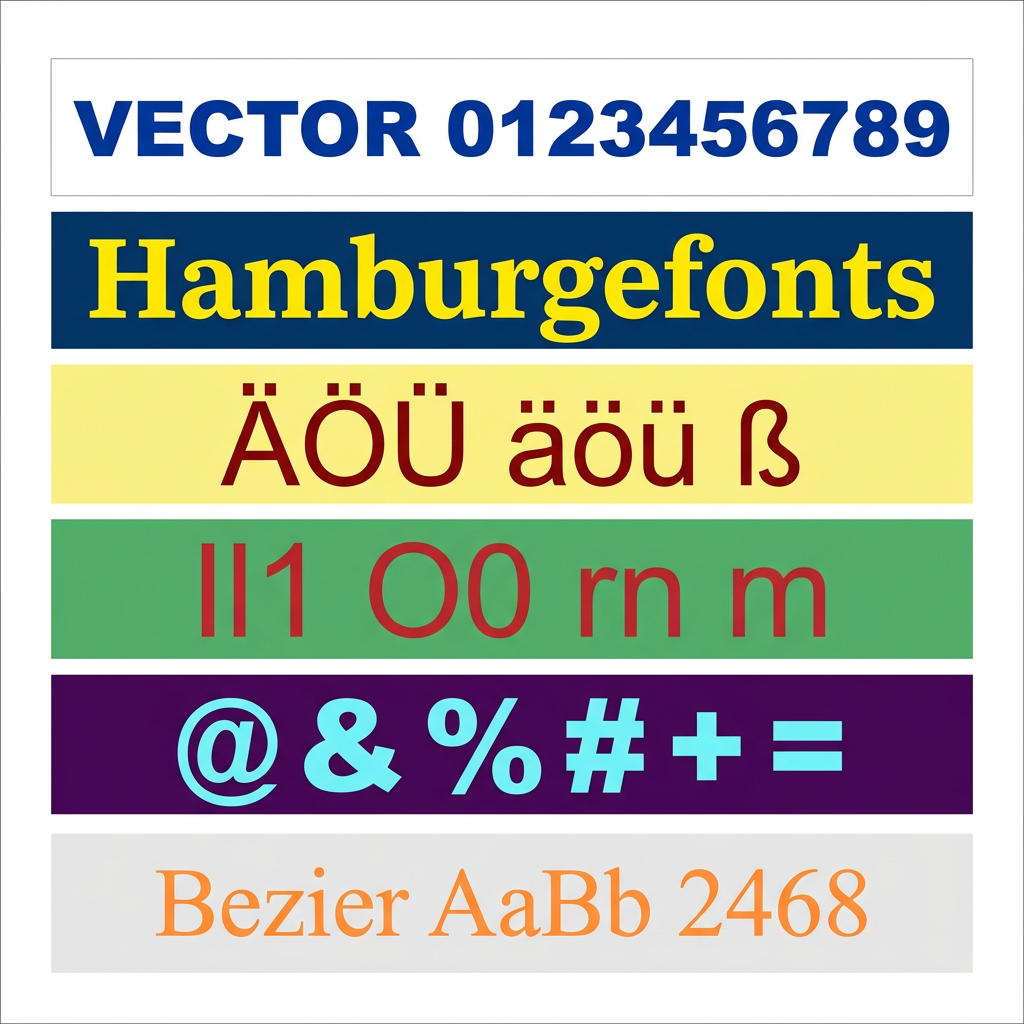 VECTOR 0123456789
Hamburgefonts
ÄÖÜ äöü ß
Il1 O0 rn m
@&%#+=
Bezier AaBb 2468